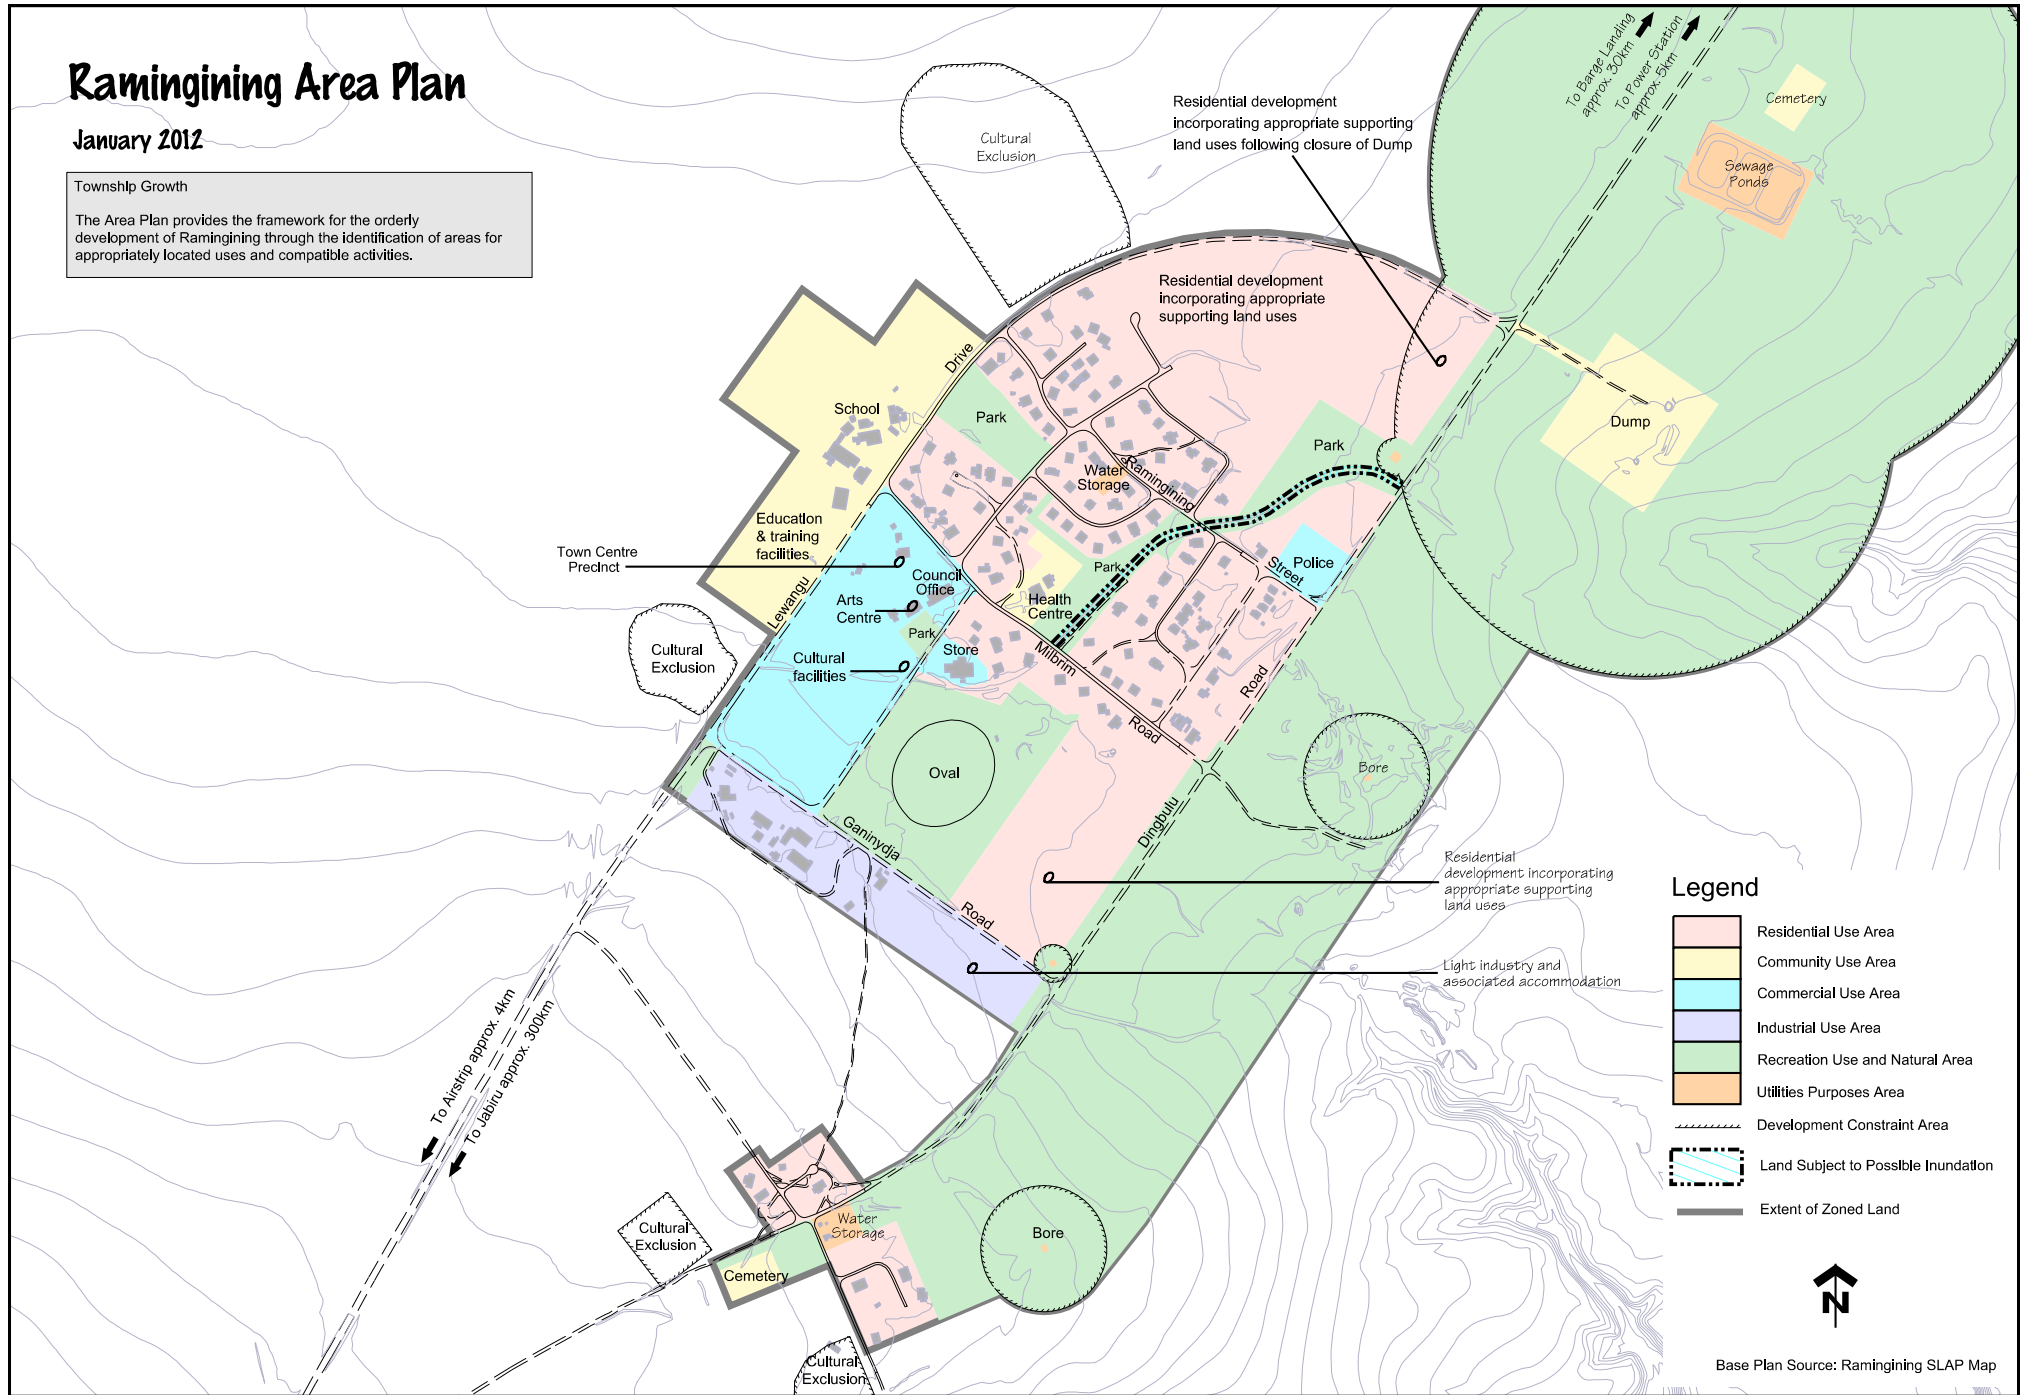 Ramingining Area Plan
January 2012
Township Growth
The Area Plan provides the framework for the orderly
development of Ramingining through the identification of areas for
appropriately located uses and compatible activities.
Cultural
Exclusion
Residential development
incorporating appropriate supporting
land uses following closure of Dump
To Barge Landing
approx. 30km
To Power Station
approx. 5km
Cemetery
Sewage
Ponds
Residential development
incorporating appropriate
supporting land uses
Drive
School
Park
Park
Dump
Water
Storage
Ramingining
Education
& training
facilities
Town Centre
Precinct
Council
Office
Arts
Centre
Lewangu
Park
Health
Centre
Police
Street
Park
Store
Cultural
Exclusion
Cultural
facilities
Milbrim
Road
Road
Oval
Bore
Dingbulu
Ganinydja
Road
Residential
development incorporating
appropriate supporting
land uses
Light industry and
associated accommodation
To Airstrip approx. 4km
To Jabiru approx. 300km
Cultural
Exclusion
Water
Storage
Bore
Cemetery
Cultural
Exclusion
Legend
Residential Use Area
Community Use Area
Commercial Use Area
Industrial Use Area
Recreation Use and Natural Area
Utilities Purposes Area
Development Constraint Area
Land Subject to Possible Inundation
Extent of Zoned Land
N
Base Plan Source: Ramingining SLAP Map